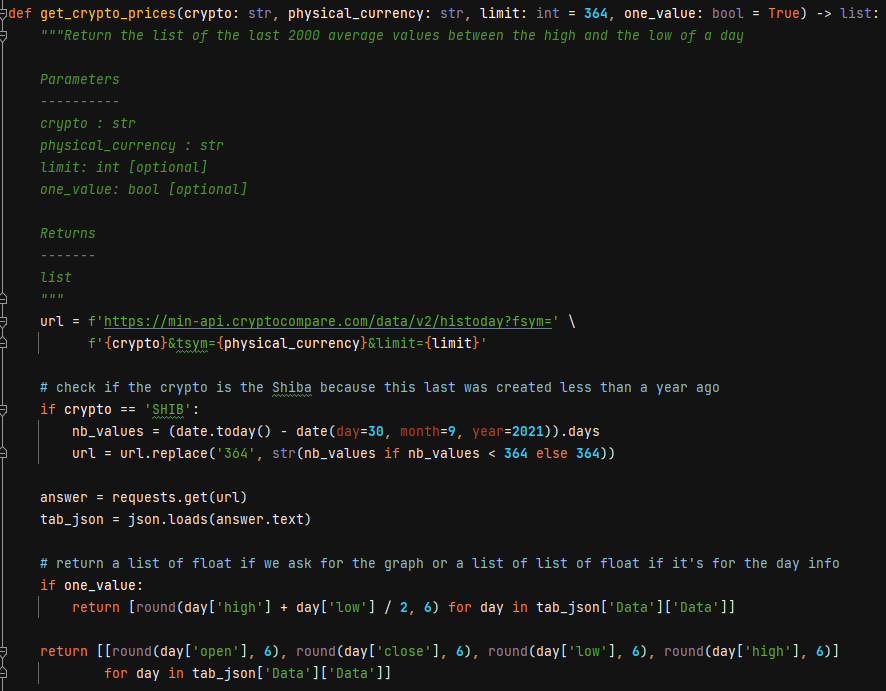 def get_crypto_prices(crypto: str, physical_currency: str, limit: int = 364, one_value: bool = True) -> list:
    """Return the list of the last 2000 average values between the high and the low of a day

    Parameters
    ----------
    crypto : str
    physical_currency : str
    limit: int [optional]
    one_value: bool [optional]

    Returns
    -------
    list
    """
    url = f'https://min-api.cryptocompare.com/data/v2/histoday?fsym=' \
          f'{crypto}&tsym={physical_currency}&limit={limit}'

    # check if the crypto is the Shiba because this last was created less than a year ago
    if crypto == 'SHIB':
        nb_values = (date.today() - date(day=30, month=9, year=2021)).days
        url = url.replace('364', str(nb_values if nb_values < 364 else 364))

    answer = requests.get(url)
    tab_json = json.loads(answer.text)

    # return a list of float if we ask for the graph or a list of list of float if it's for the day info
    if one_value:
        return [round(day['high'] + day['low'] / 2, 6) for day in tab_json['Data']['Data']]

    return [[round(day['open'], 6), round(day['close'], 6), round(day['low'], 6), round(day['high'], 6)]
            for day in tab_json['Data']['Data']]